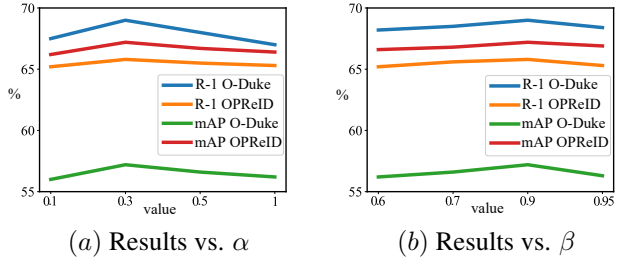 70
65
%
60
55
R-1 O-Duke
R-1 OPReID
mAP O-Duke
mAP OPReID
0.1 0.3 0.5 1
value
(a) Results vs. α
70
65
%
60
55
R-1 O-Duke
R-1 OPReID
mAP O-Duke
mAP OPReID
0.6 0.7 0.9 0.95
value
(b) Results vs. β